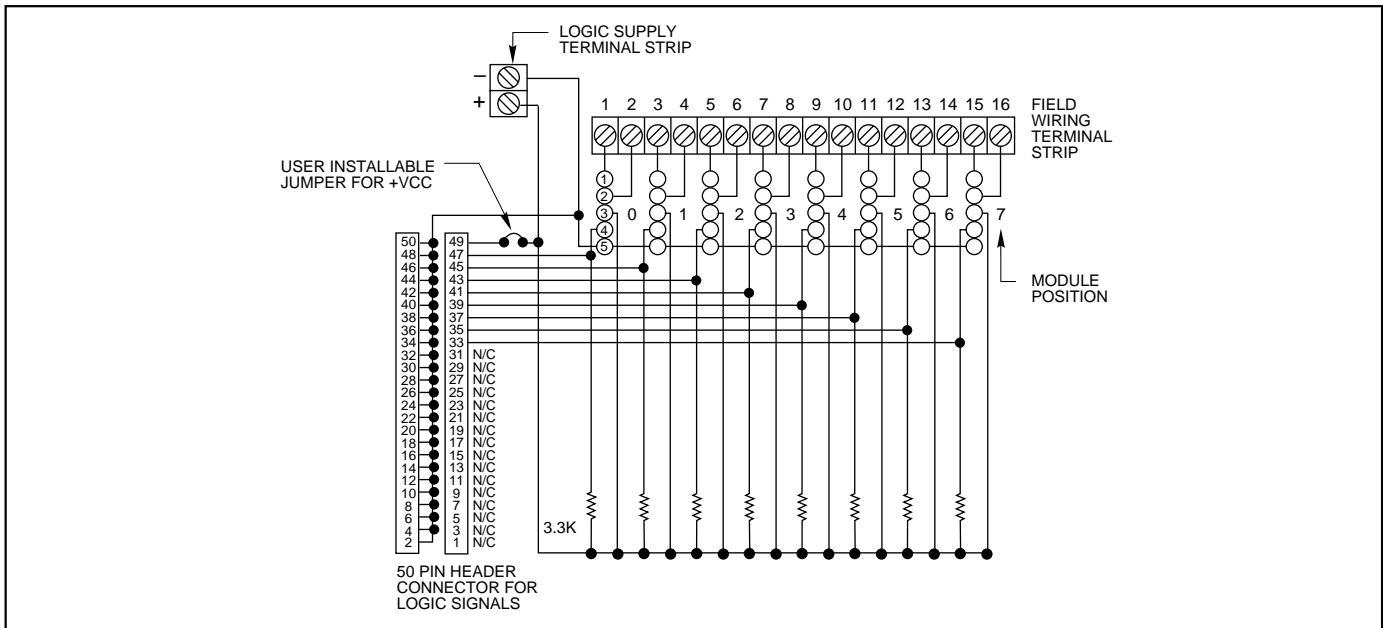 LOGIC SUPPLY
TERMINAL STRIP
−
+
1 2 3 4 5 6 7 8 9 10 11 12 13 14 15 16
FIELD
WIRING
TERMINAL
STRIP
USER INSTALLABLE
JUMPER FOR +VCC
1
2
3 0 1 2 3 4 5 6 7
4
5
MODULE
POSITION
50 49
48 47
46 45
44 43
42 41
40 39
38 37
36 35
34 33
32 31 N/C
30 29 N/C
28 27 N/C
26 25 N/C
24 23 N/C
22 21 N/C
20 19 N/C
18 17 N/C
16 15 N/C
14 13 N/C
12 11 N/C
10 9 N/C
8 7 N/C
6 5 N/C
4 3 N/C
2 1 N/C
3.3K
50 PIN HEADER
CONNECTOR FOR
LOGIC SIGNALS